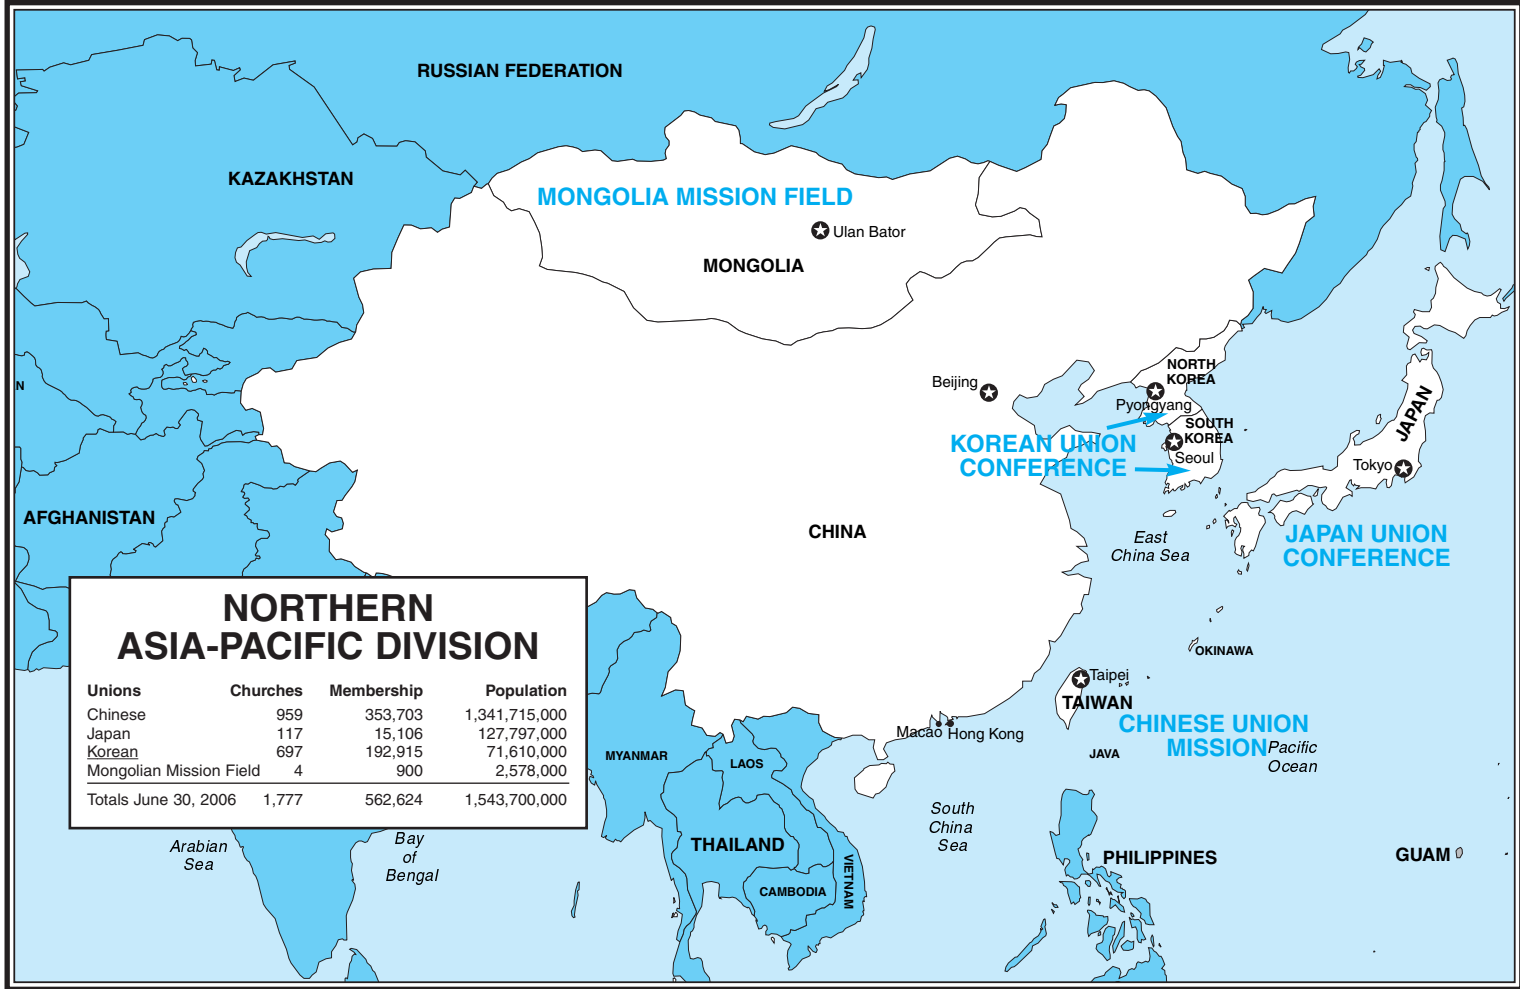 RUSSIAN FEDERATION
KAZAKHSTAN
MONGOLIA MISSION FIELD
Ulan Bator
MONGOLIA
N
Beijing
NORTH
KOREA
Pyongyang
SOUTH
KOREA
Seoul
KOREAN UNION
CONFERENCE
JAPAN
Tokyo
AFGHANISTAN
CHINA
East
China Sea
JAPAN UNION
CONFERENCE
NORTHERN
ASIA-PACIFIC DIVISION
Unions Churches Membership Population
Chinese 959 353,703 1,341,715,000
Japan 117 15,106 127,797,000
Korean 697 192,915 71,610,000
Mongolian Mission Field 4 900 2,578,000
Totals June 30, 2006 1,777 562,624 1,543,700,000
OKINAWA
Taipei
TAIWAN
Macao Hong Kong
CHINESE UNION
MISSION
Pacific
Ocean
JAVA
MYANMAR
LAOS
South
China
Sea
Arabian
Sea
Bay
of
Bengal
THAILAND
VIETNAM
CAMBODIA
PHILIPPINES
GUAM